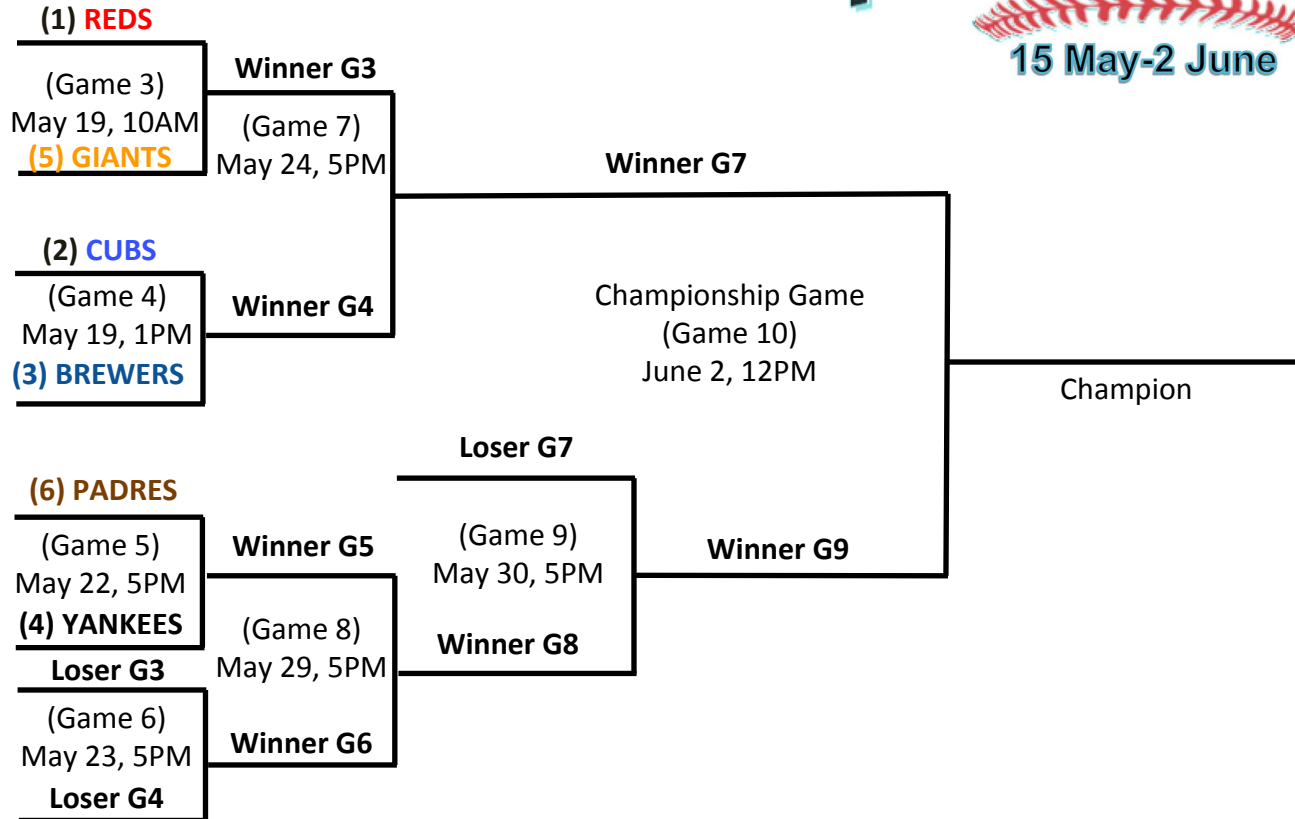 (1) REDS
15 May-2 June
Winner G3
(Game 3)
May 19, 10AM
(5) GIANTS
(Game 7)
May 24, 5PM
Winner G7
(2) CUBS
(Game 4)
May 19, 1PM
(3) BREWERS
Winner G4
Championship Game
(Game 10)
June 2, 12PM
Champion
Loser G7
(6) PADRES
(Game 5)
May 22, 5PM
(4) YANKEES
Winner G5
(Game 9)
May 30, 5PM
Winner G9
(Game 8)
May 29, 5PM
Winner G8
Loser G3
(Game 6)
May 23, 5PM
Loser G4
Winner G6